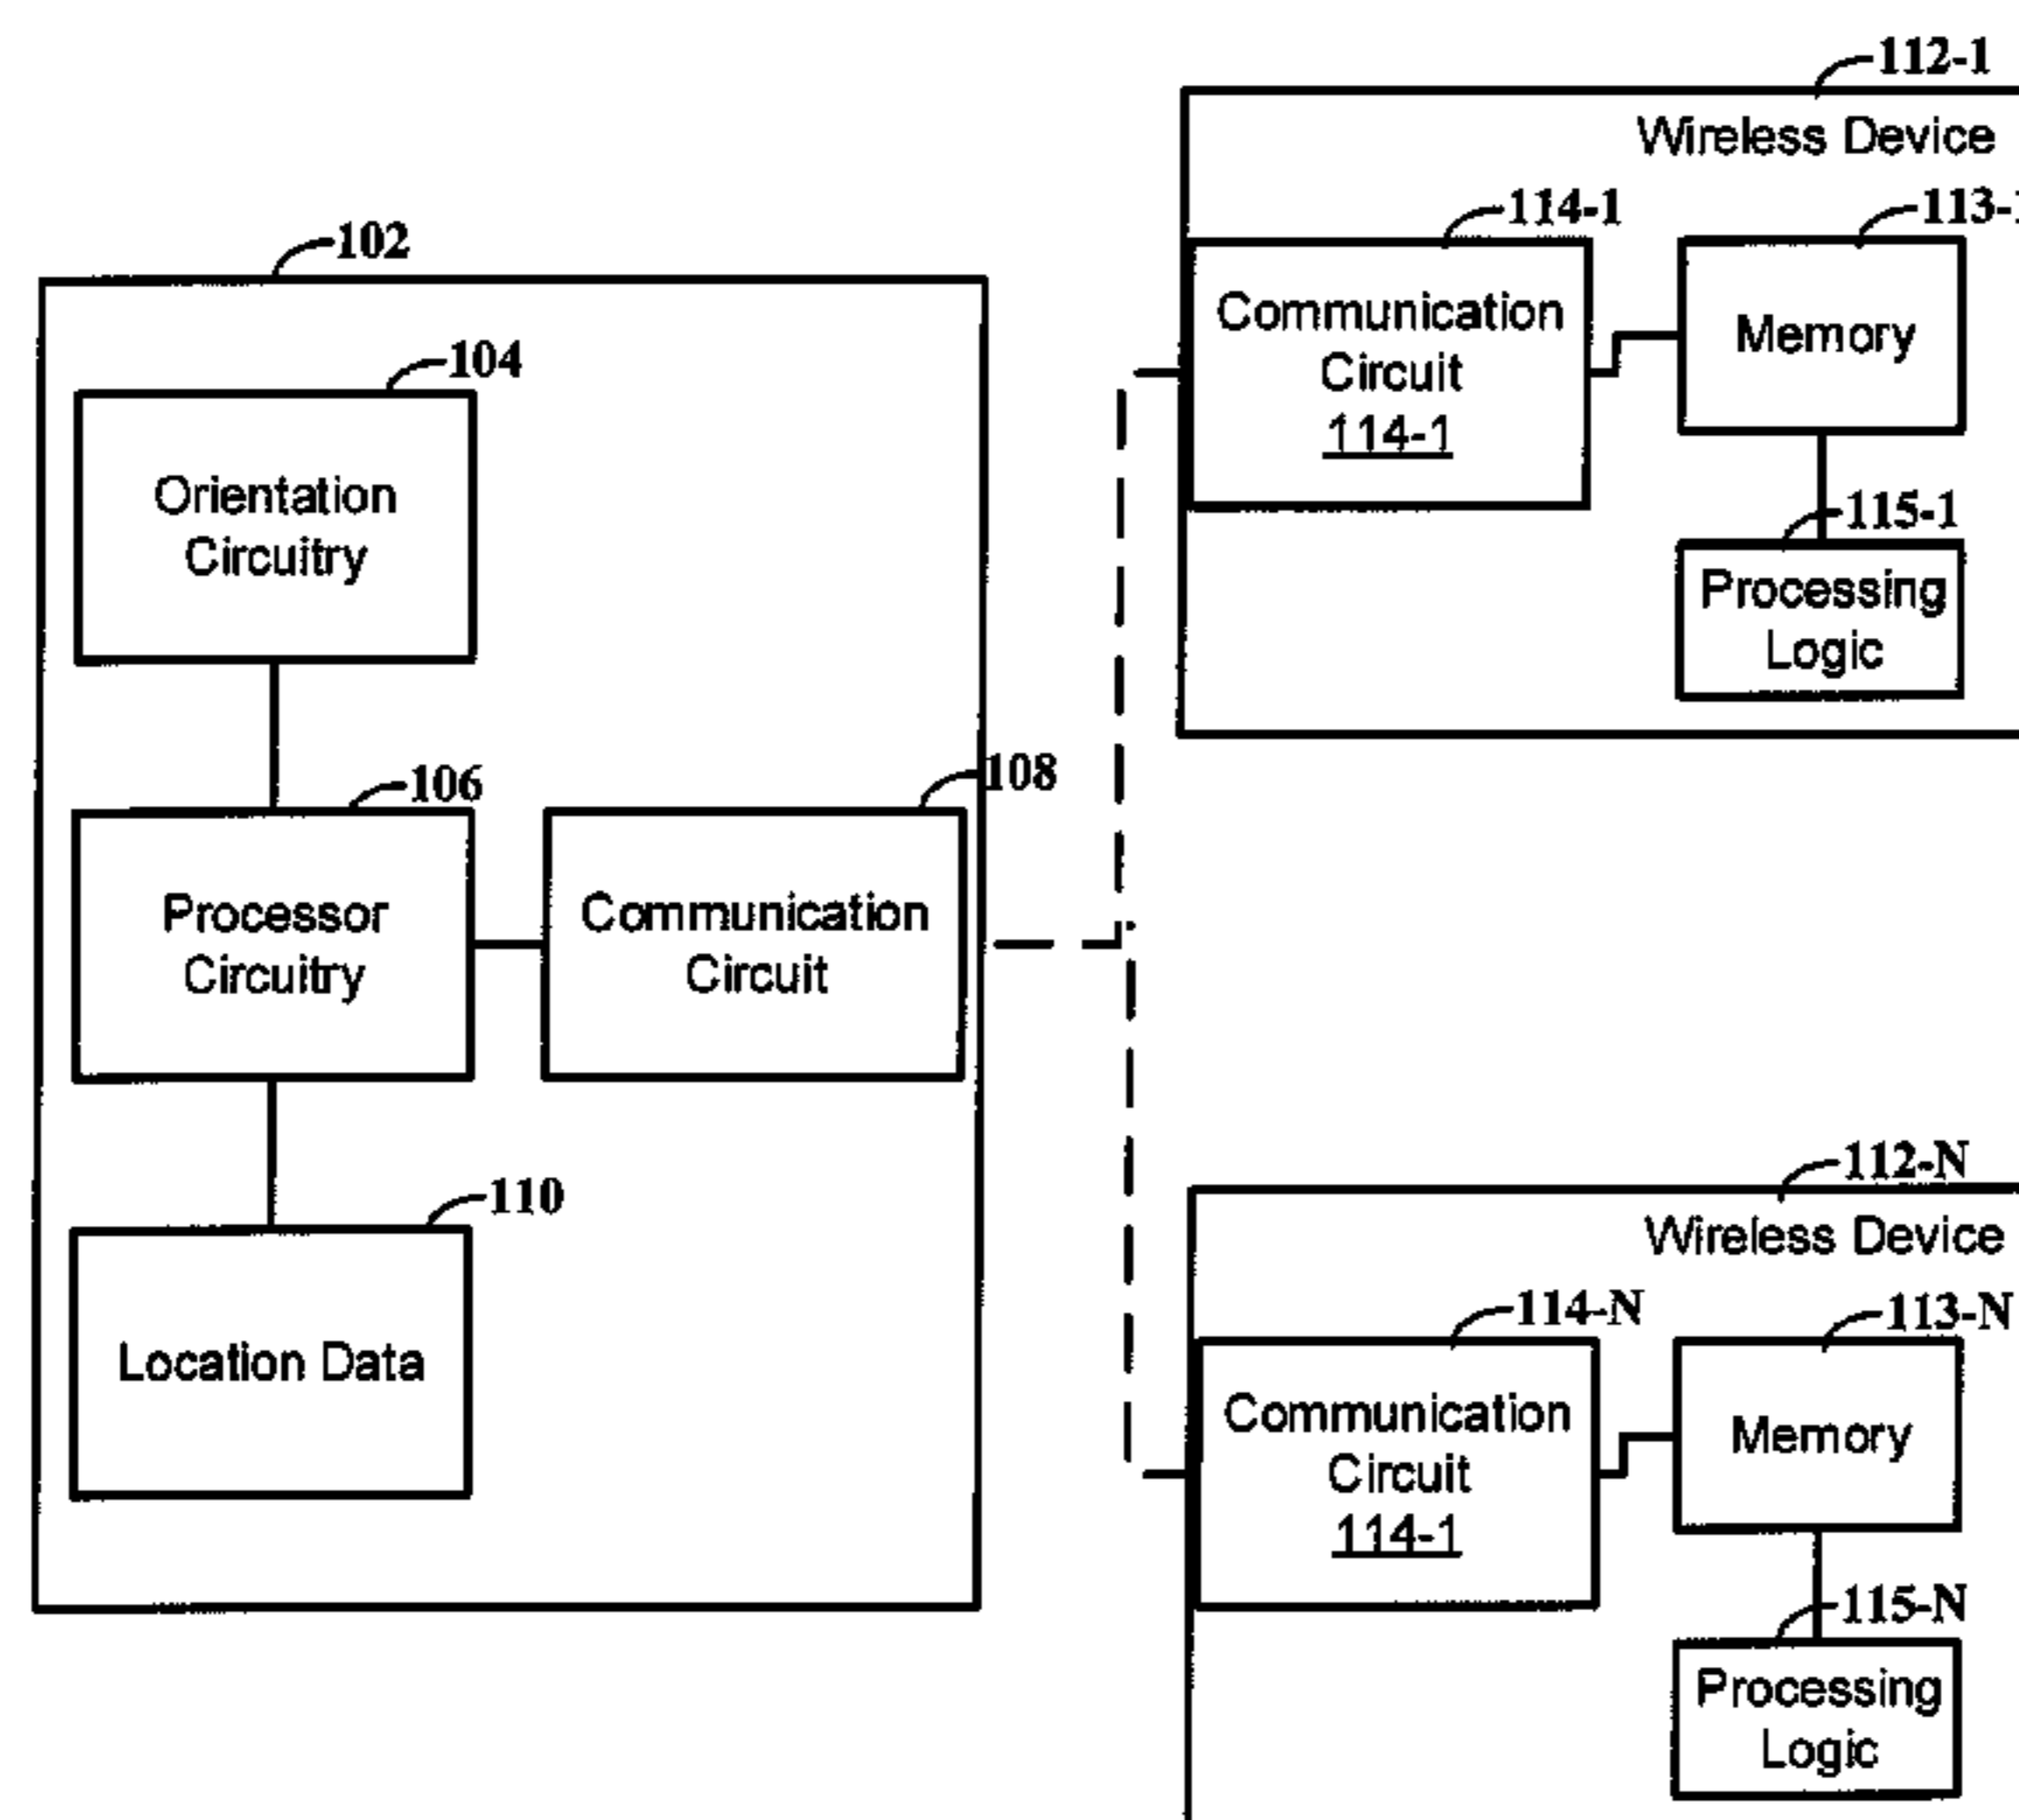 112-1
Wireless Device
114-1
113-1
Communication
Circuit
114-1
Memory
115-1
Processing
Logic
102
104
Orientation
Circuitry
106
108
Processor
Circuitry
Communication
Circuit
110
Location Data
112-N
Wireless Device
114-N
113-N
Communication
Circuit
114-1
Memory
115-N
Processing
Logic